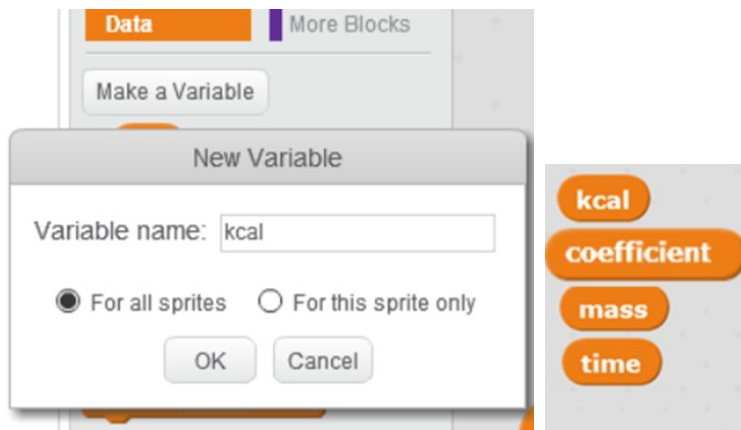 Data More Blocks
Make a Variable
New Variable
Variable name: kcal
For all sprites For this sprite only
OK Cancel
kcal
coefficient
mass
time